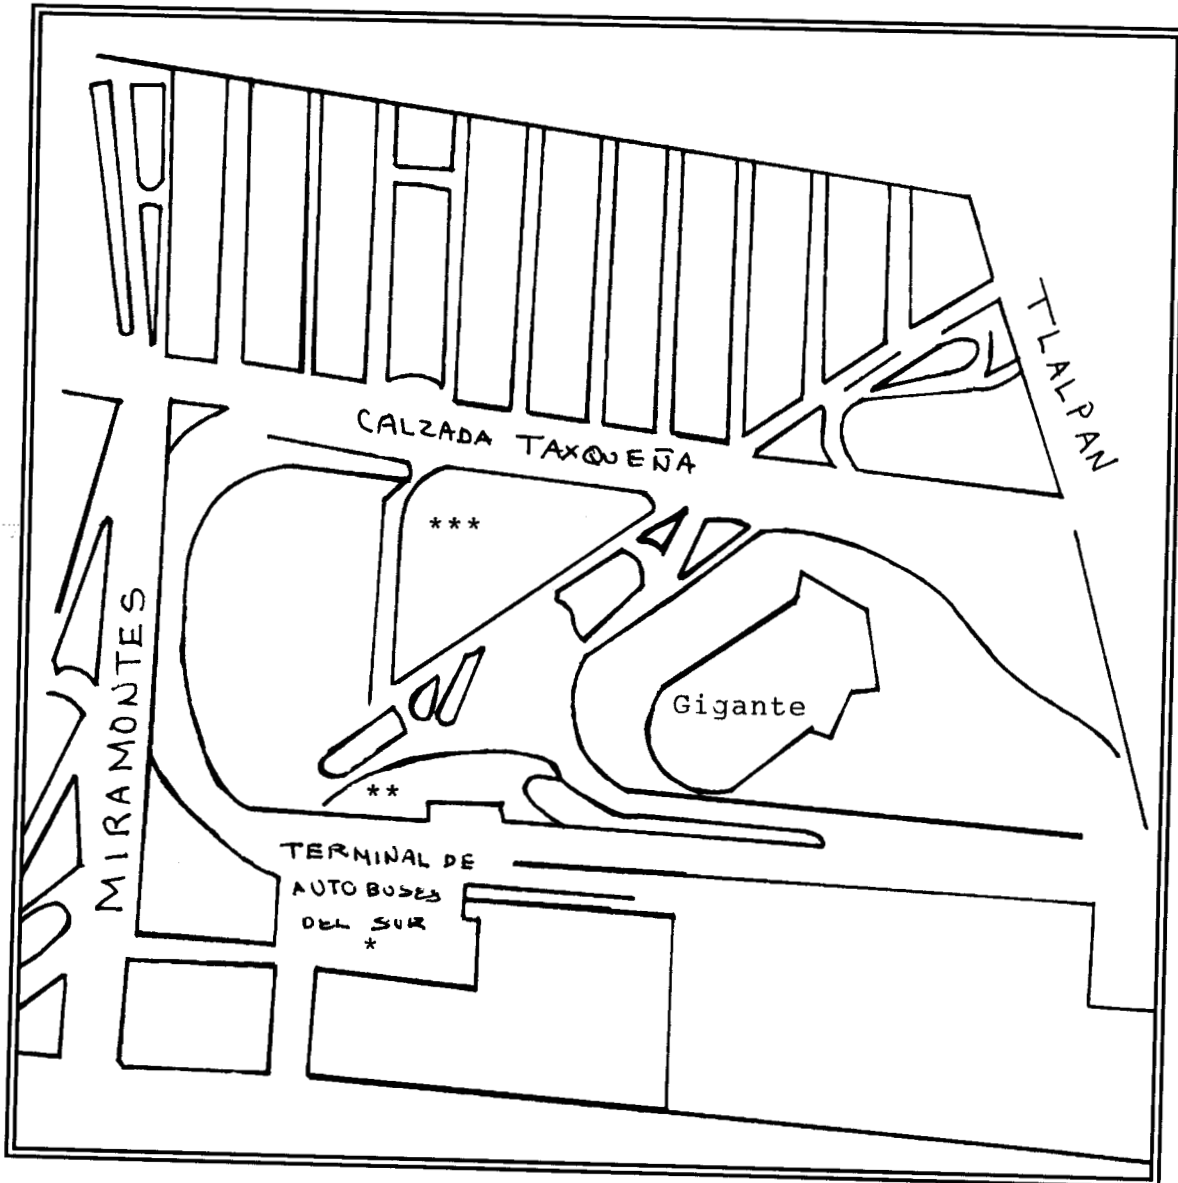 TLALPAN
CALZADA TAXQUEÑA
***
MIRAMONTES
Gigante
**
TERMINAL DE
AUTOBUSES
DEL SUR
*